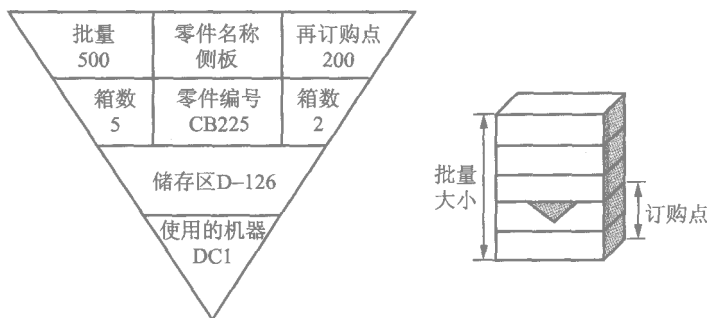 批量
500
零件名称
侧板
再订购点
200
箱数
5
零件编号
CB225
箱数
2
储存区D-126
使用的机器
DC1
批量
大小
订购点